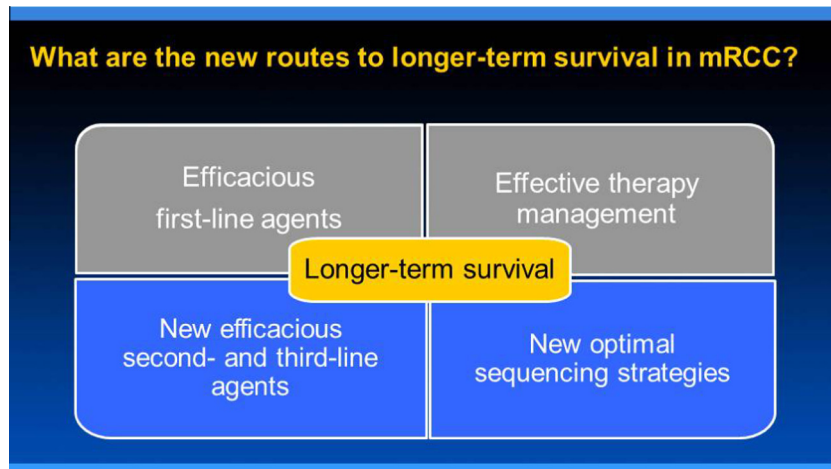 What are the new routes to longer-term survival in mRCC?
Efficacious
first-line agents
Effective therapy
management
Longer-term survival
New efficacious
second- and third-line
agents
New optimal
sequencing strategies